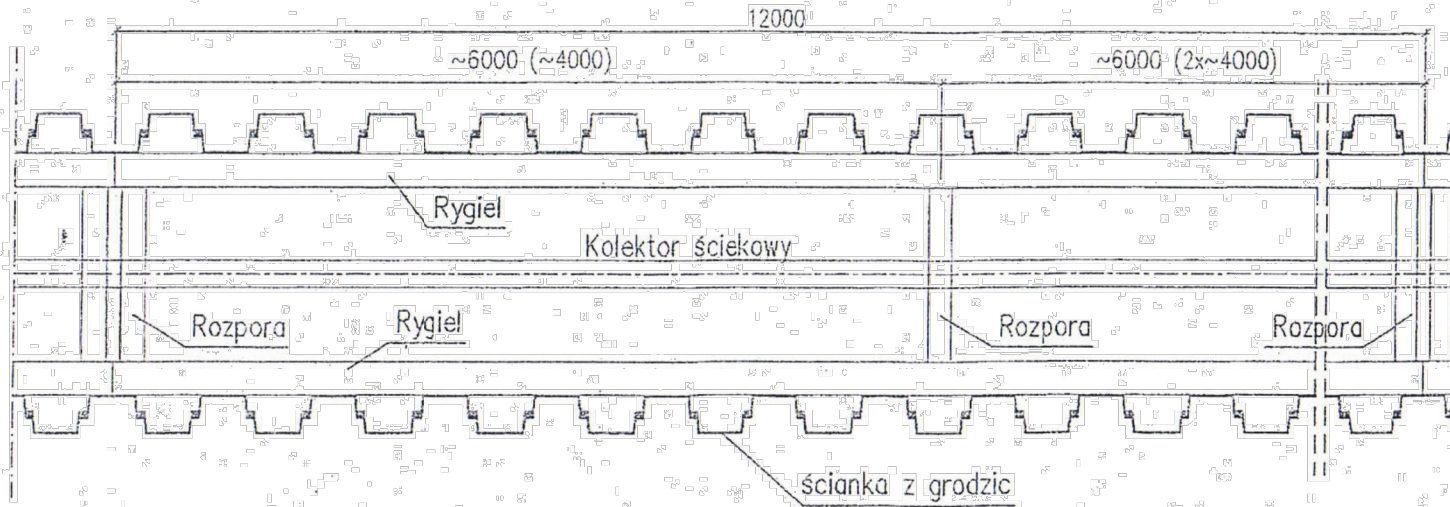 12000
~6000 (~4000)
~6000 (2x~4000)
Rygiel
Kolektor ściekowy
Rozpora
Rygiel
Rozpora
Rozpora
ścianka z grodzic